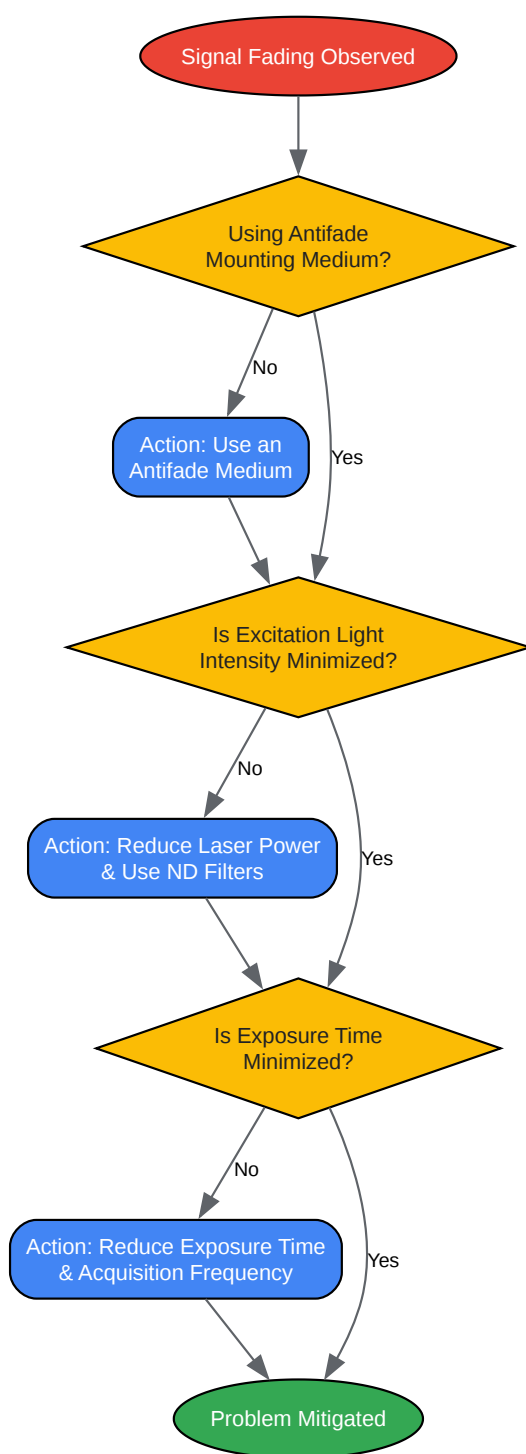 Signal Fading Observed
Using Antifade
Mounting Medium?
No
Action: Use an
Antifade Medium
Yes
Is Excitation Light
Intensity Minimized?
No
Action: Reduce Laser Power
& Use ND Filters
Yes
Is Exposure Time
Minimized?
No
Action: Reduce Exposure Time
& Acquisition Frequency
Yes
Problem Mitigated